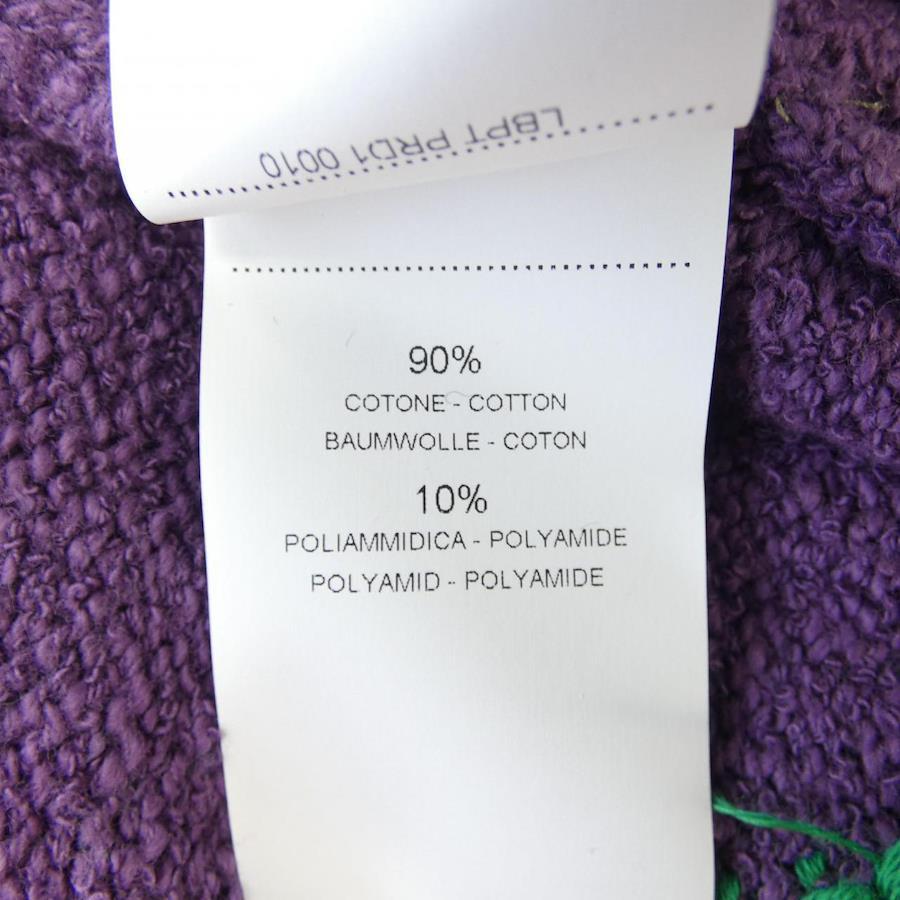 LBPT PRD1 0010
90%
COTONE - COTTON
BAUMWOLLE - COTON
10%
POLIAMMIDICA - POLYAMIDE
POLYAMID - POLYAMIDE